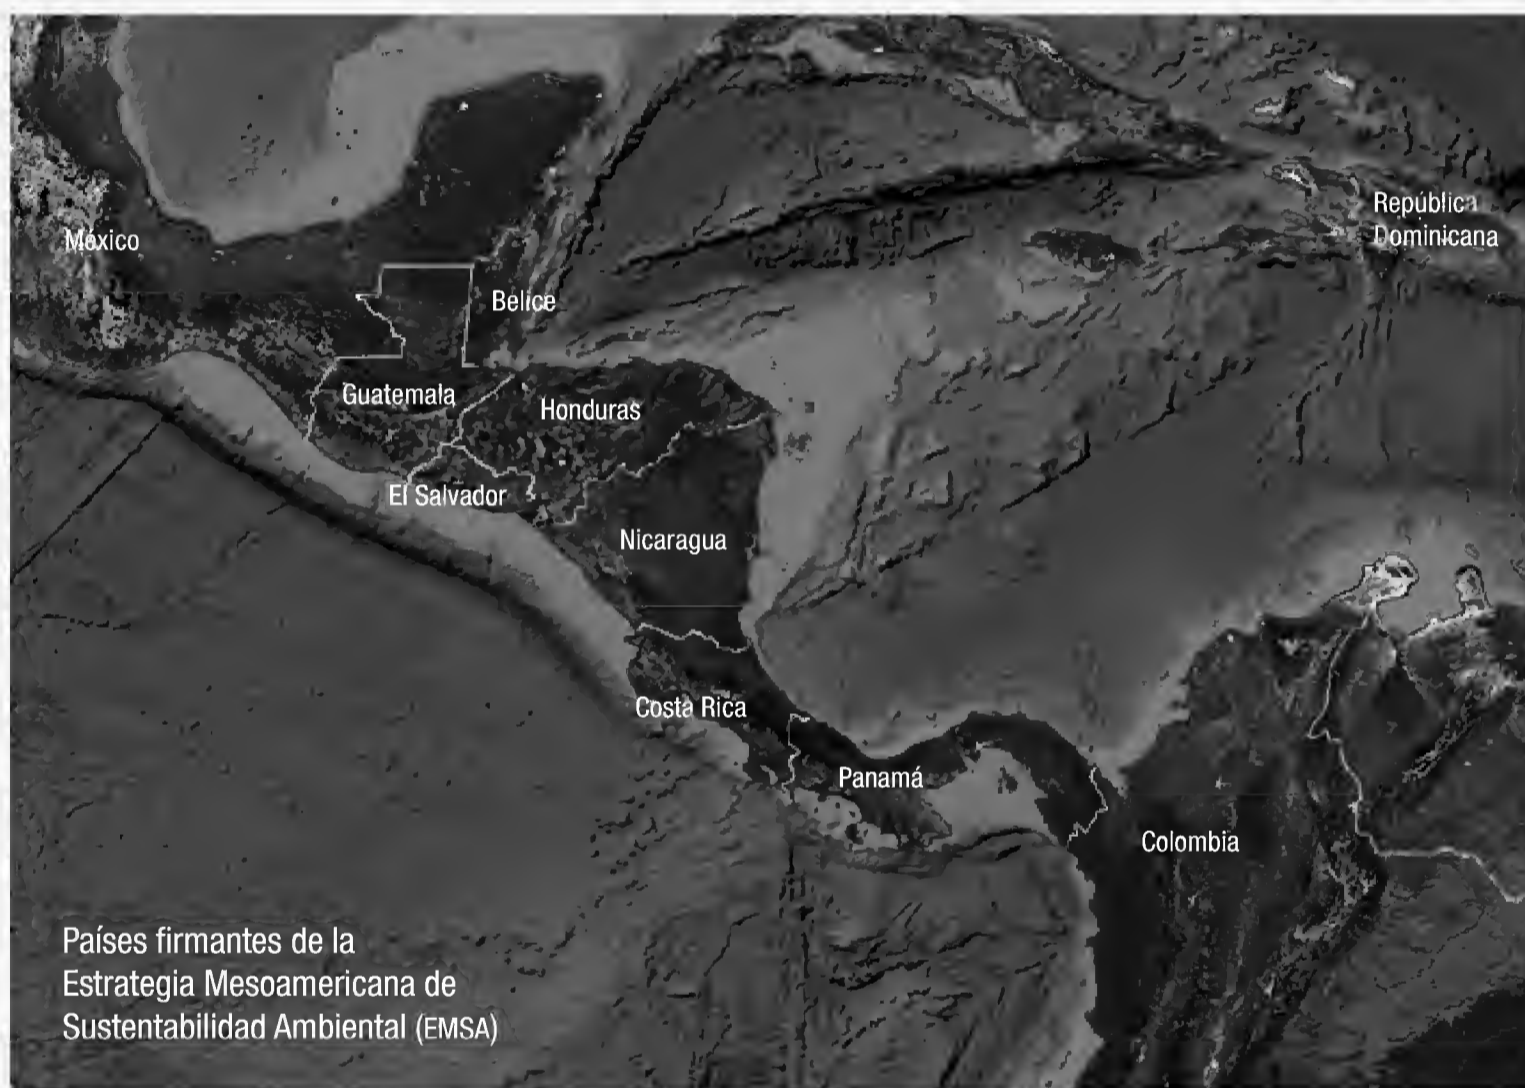 México
República
Dominicana
Belice
Guatemala
Honduras
El Salvador
Nicaragua
Costa Rica
Panamá
Colombia
Países firmantes de la
Estrategia Mesoamericana de
Sustentabilidad Ambiental (EMSA)